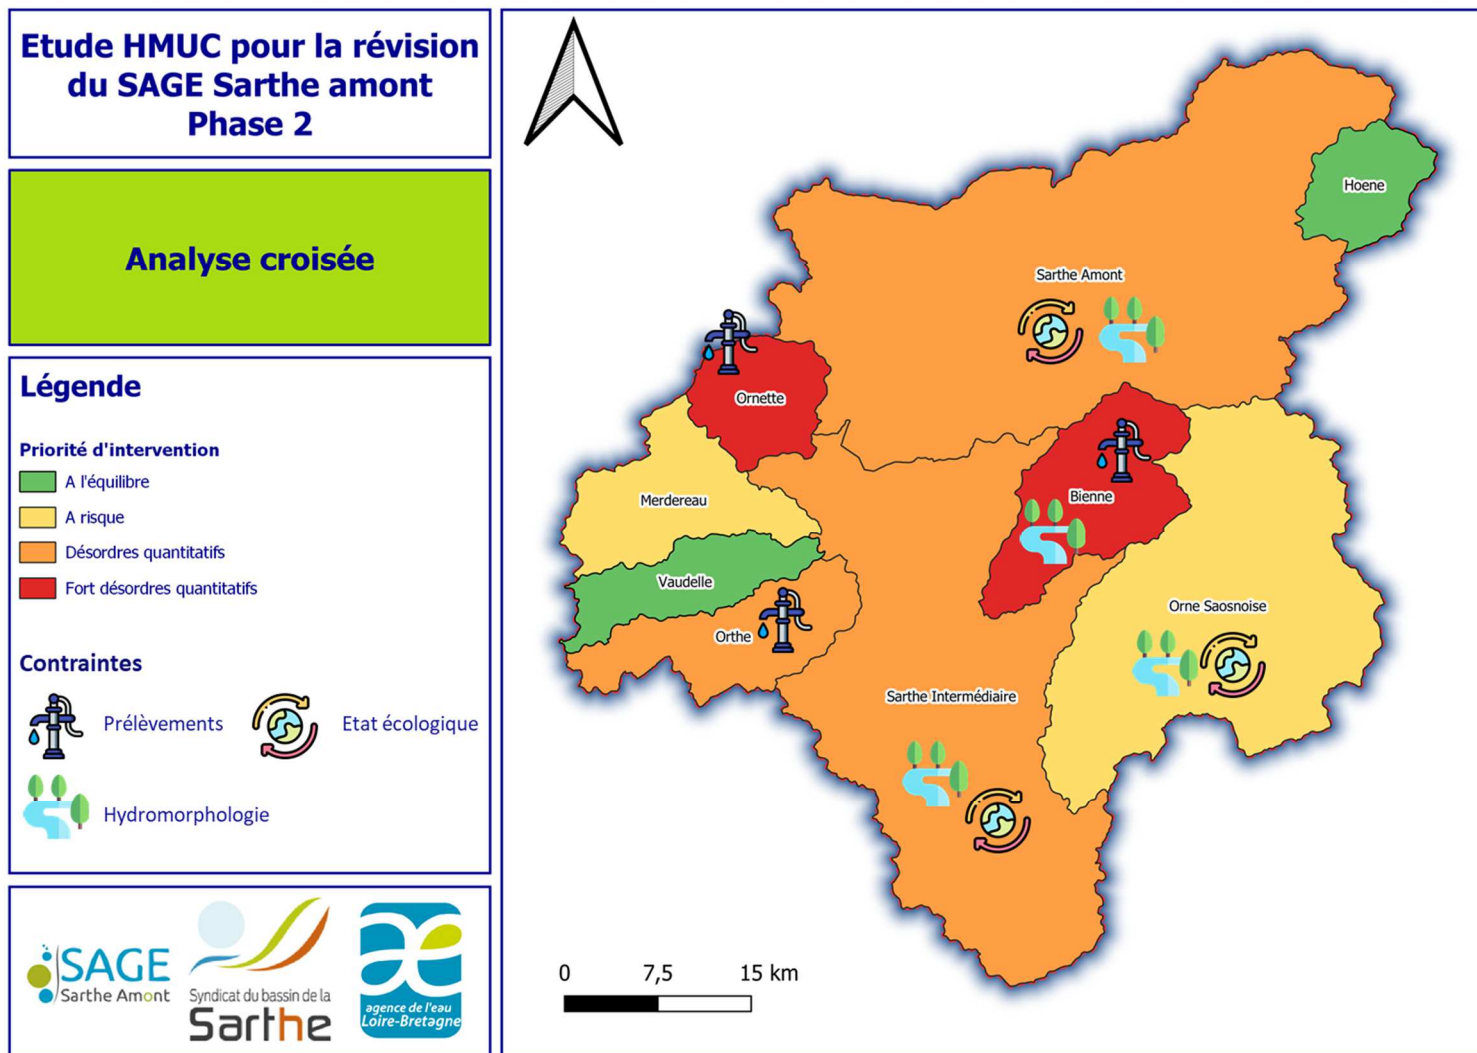 Etude HMUC pour la révision
du SAGE Sarthe amont
Phase 2
Analyse croisée
Légende
Priorité d'intervention
A l'équilibre
A risque
Désordres quantitatifs
Fort désordres quantitatifs
Contraintes
Prélèvements
Etat écologique
Hydromorphologie
SAGE
Sarthe Amont
Syndicat du bassin de la
Sarthe
agence de l'eau
Loire-Bretagne
Hoene
Sarthe Amont
Ornette
Merdereau
Bienne
Vaudelle
Orne Saosnoise
Orthe
Sarthe Intermédiaire
0 7,5 15 km